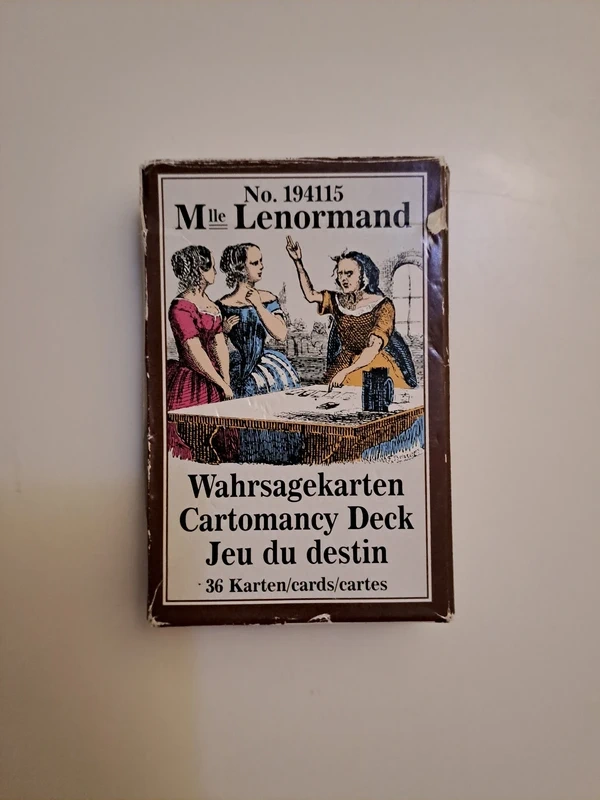 No. 194115
Mlle Lenormand
Wahrsagekarten
Cartomancy Deck
Jeu du destin
36 Karten/cards/cartes